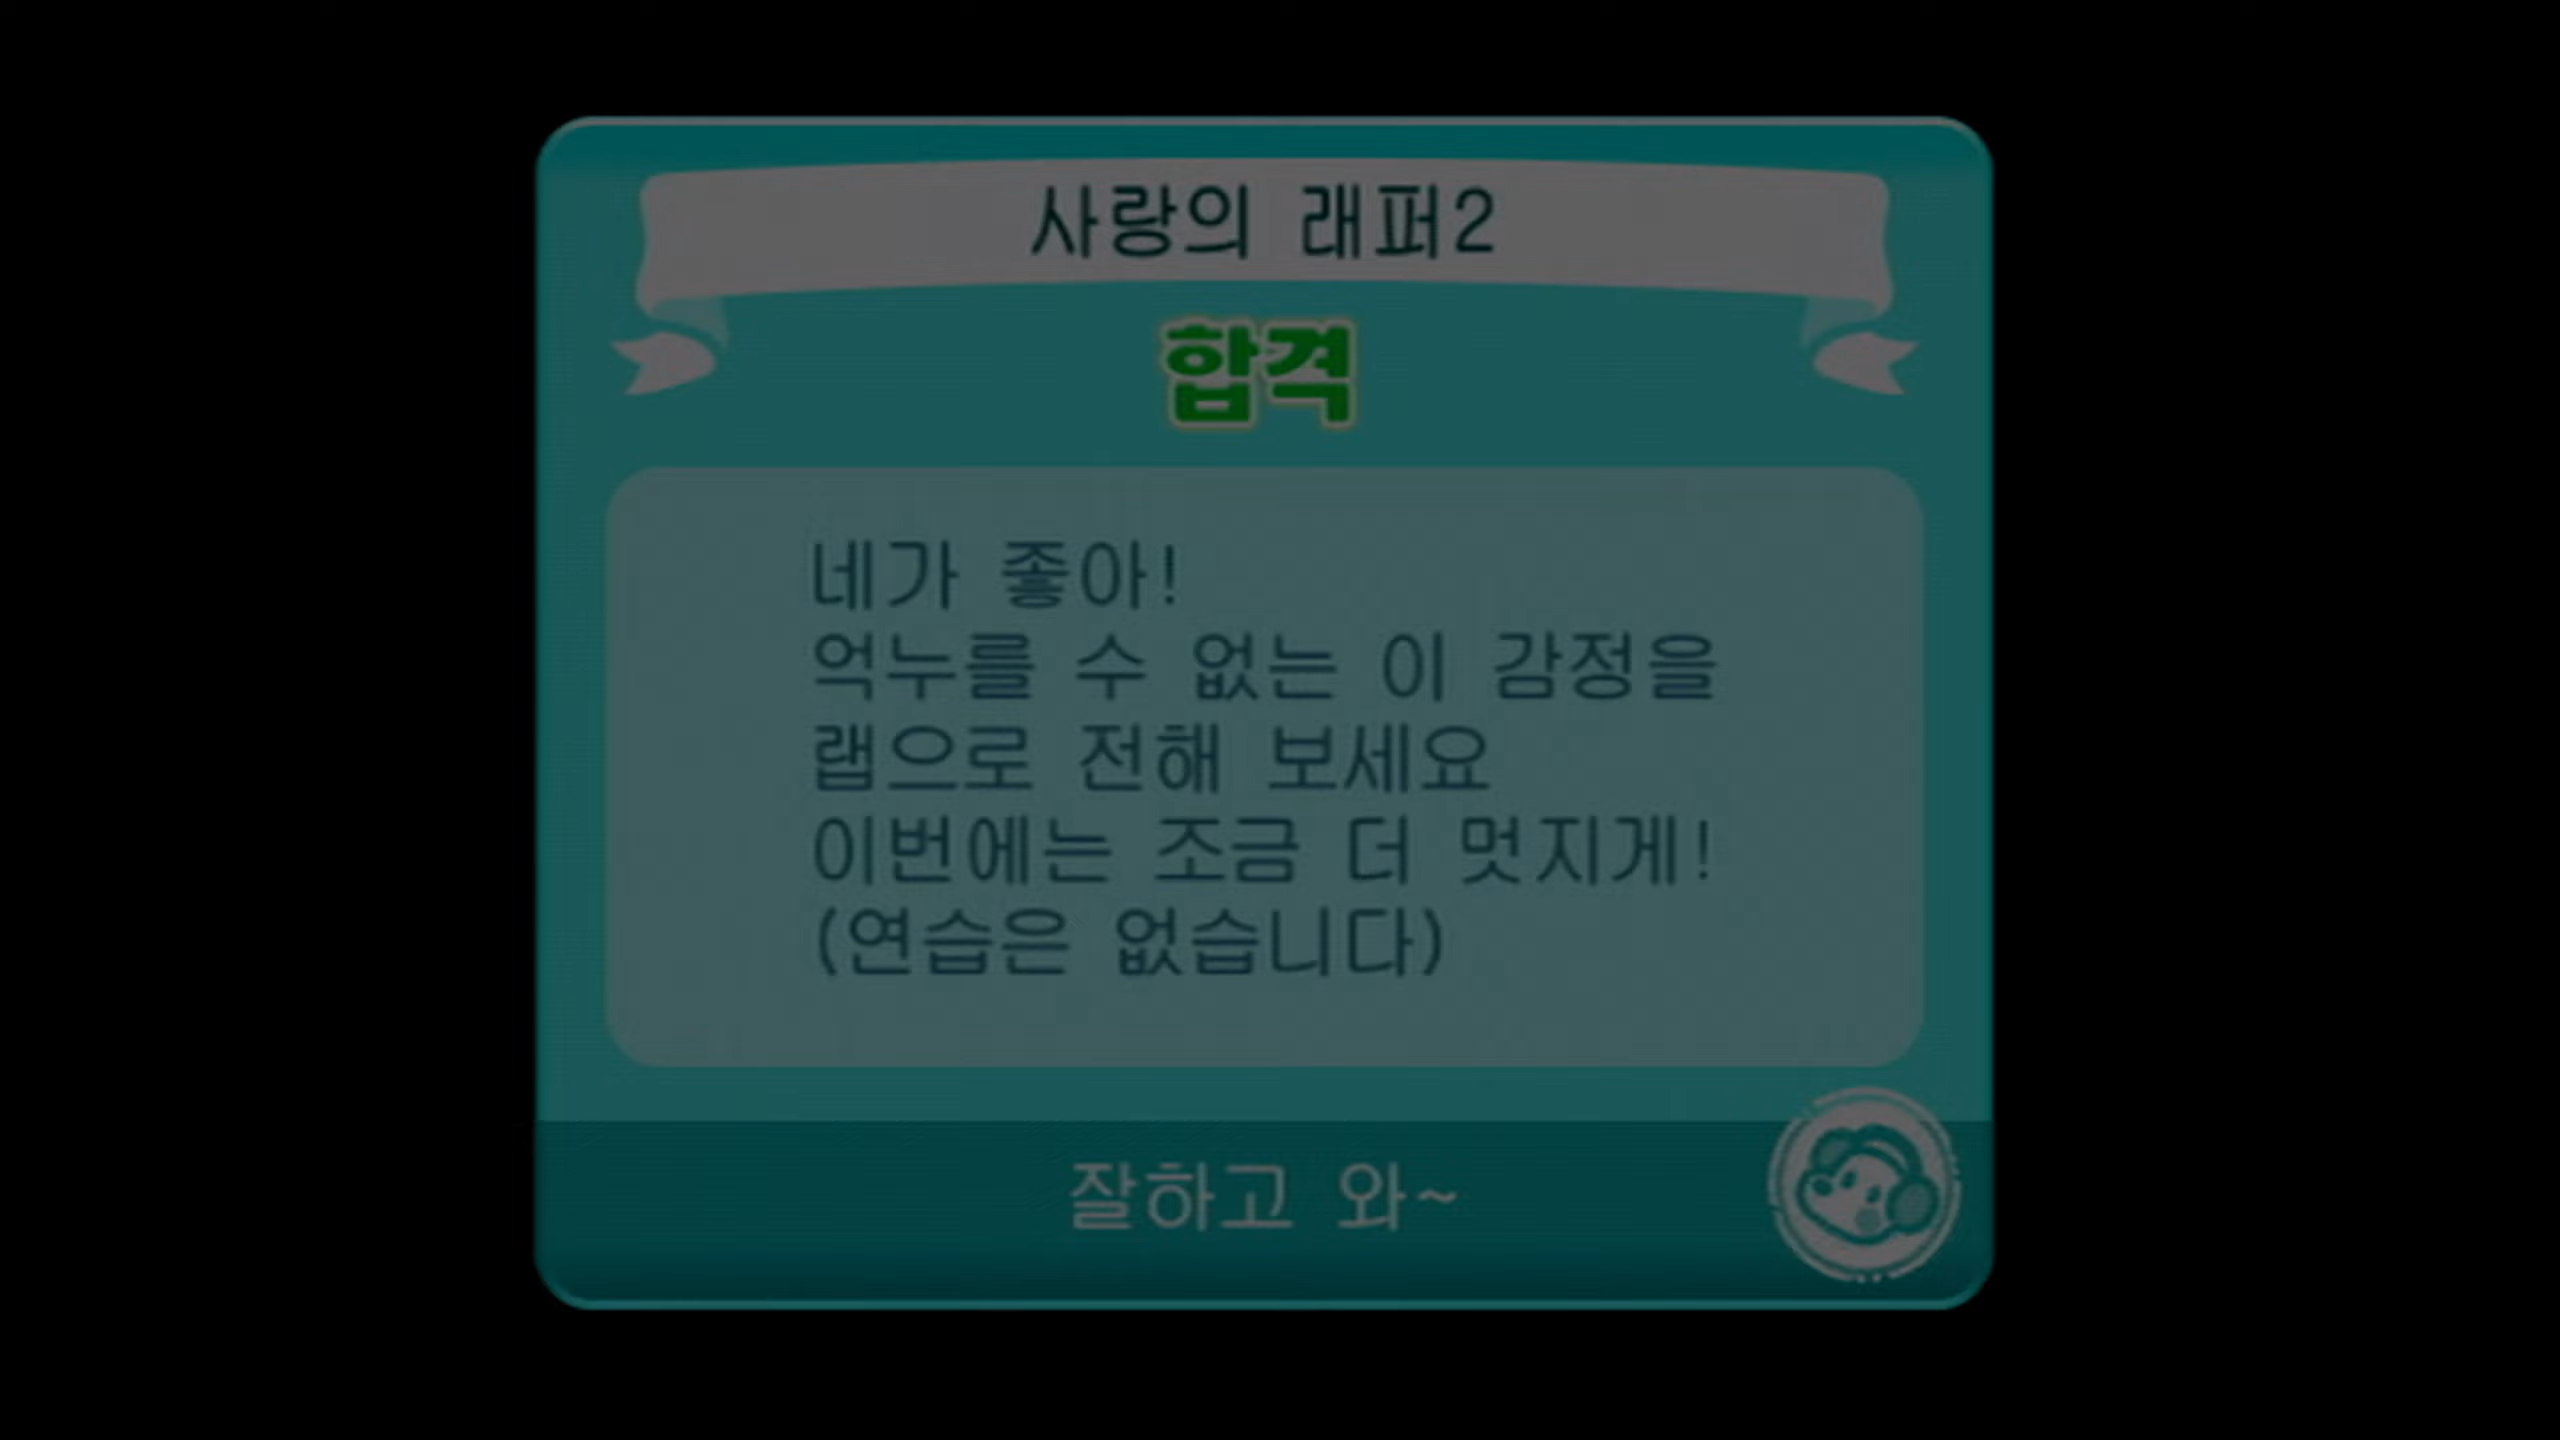 사랑의 래퍼2
합격
네가 좋아!
억누를 수 없는 이 감정을
랩으로 전해 보세요
이번에는 조금 더 멋지게!
(연습은 없습니다)
잘하고 와~